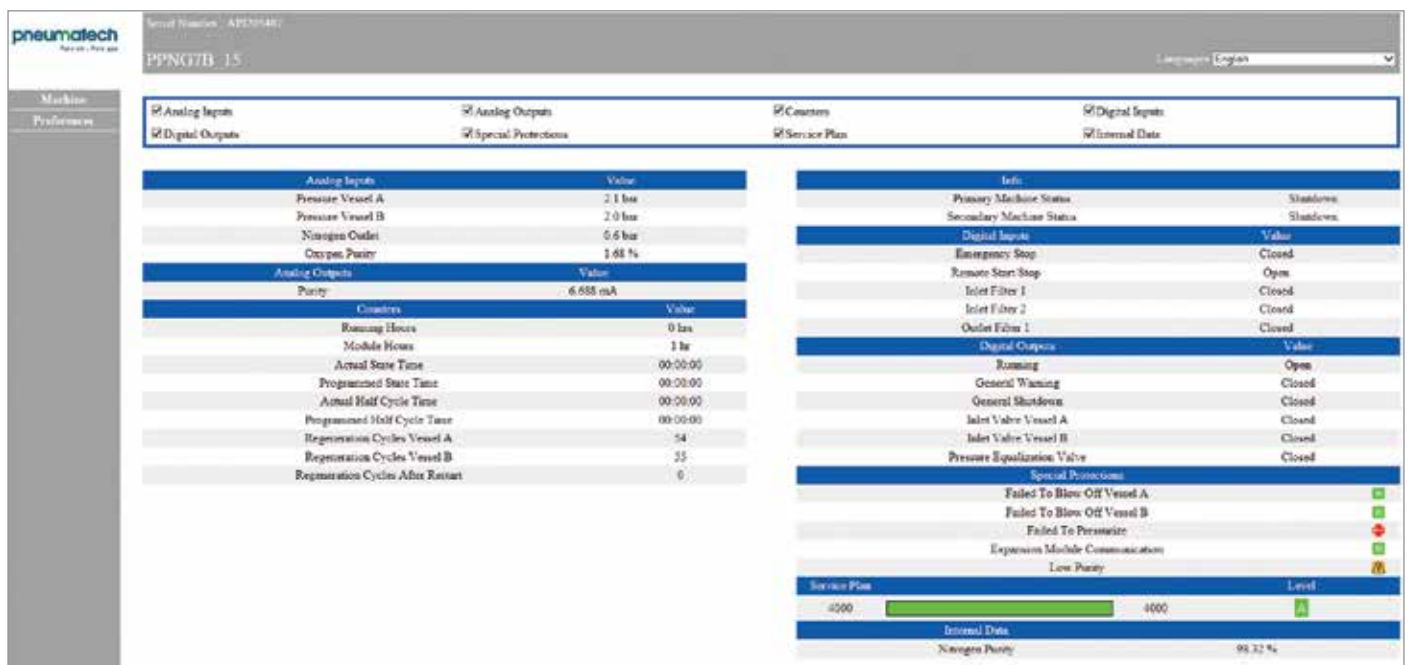 pneumatech
Serial Number
PPNG7B_15
Languages English
Machine
Preferences
Analog Inputs
Analog Outputs
Counters
Digital Inputs
Digital Outputs
Special Protections
Service Plan
Internal Data
Analog Inputs Value
Pressure Vessel A 2.1 bar
Pressure Vessel B 2.0 bar
Nitrogen Outlet 0.6 bar
Oxygen Purity 1.68 %
Analog Outputs Value
Purity 6.688 mA
Counters Value
Running Hours 0 hrs
Module Hours 1 hr
Actual State Time 00:00:00
Programmed State Time 00:00:00
Actual Half Cycle Time 00:00:00
Programmed Half Cycle Time 00:00:00
Regeneration Cycles Vessel A 54
Regeneration Cycles Vessel B 55
Regeneration Cycles After Restart 0
Info
Primary Machine Status Shutdown
Secondary Machine Status Shutdown
Digital Inputs Value
Emergency Stop Closed
Remote Start Stop Open
Inlet Filter 1 Closed
Inlet Filter 2 Closed
Outlet Filter 1 Closed
Digital Outputs Value
Running Open
General Warning Closed
General Shutdown Closed
Inlet Valve Vessel A Closed
Inlet Valve Vessel B Closed
Pressure Equalization Valve Closed
Special Protections
Failed To Blow Off Vessel A
Failed To Blow Off Vessel B
Failed To Pressurize
Expansion Module Communication
Low Purity
Service Plan Level
4000 4000 A
Internal Data
Nitrogen Purity 98.32 %